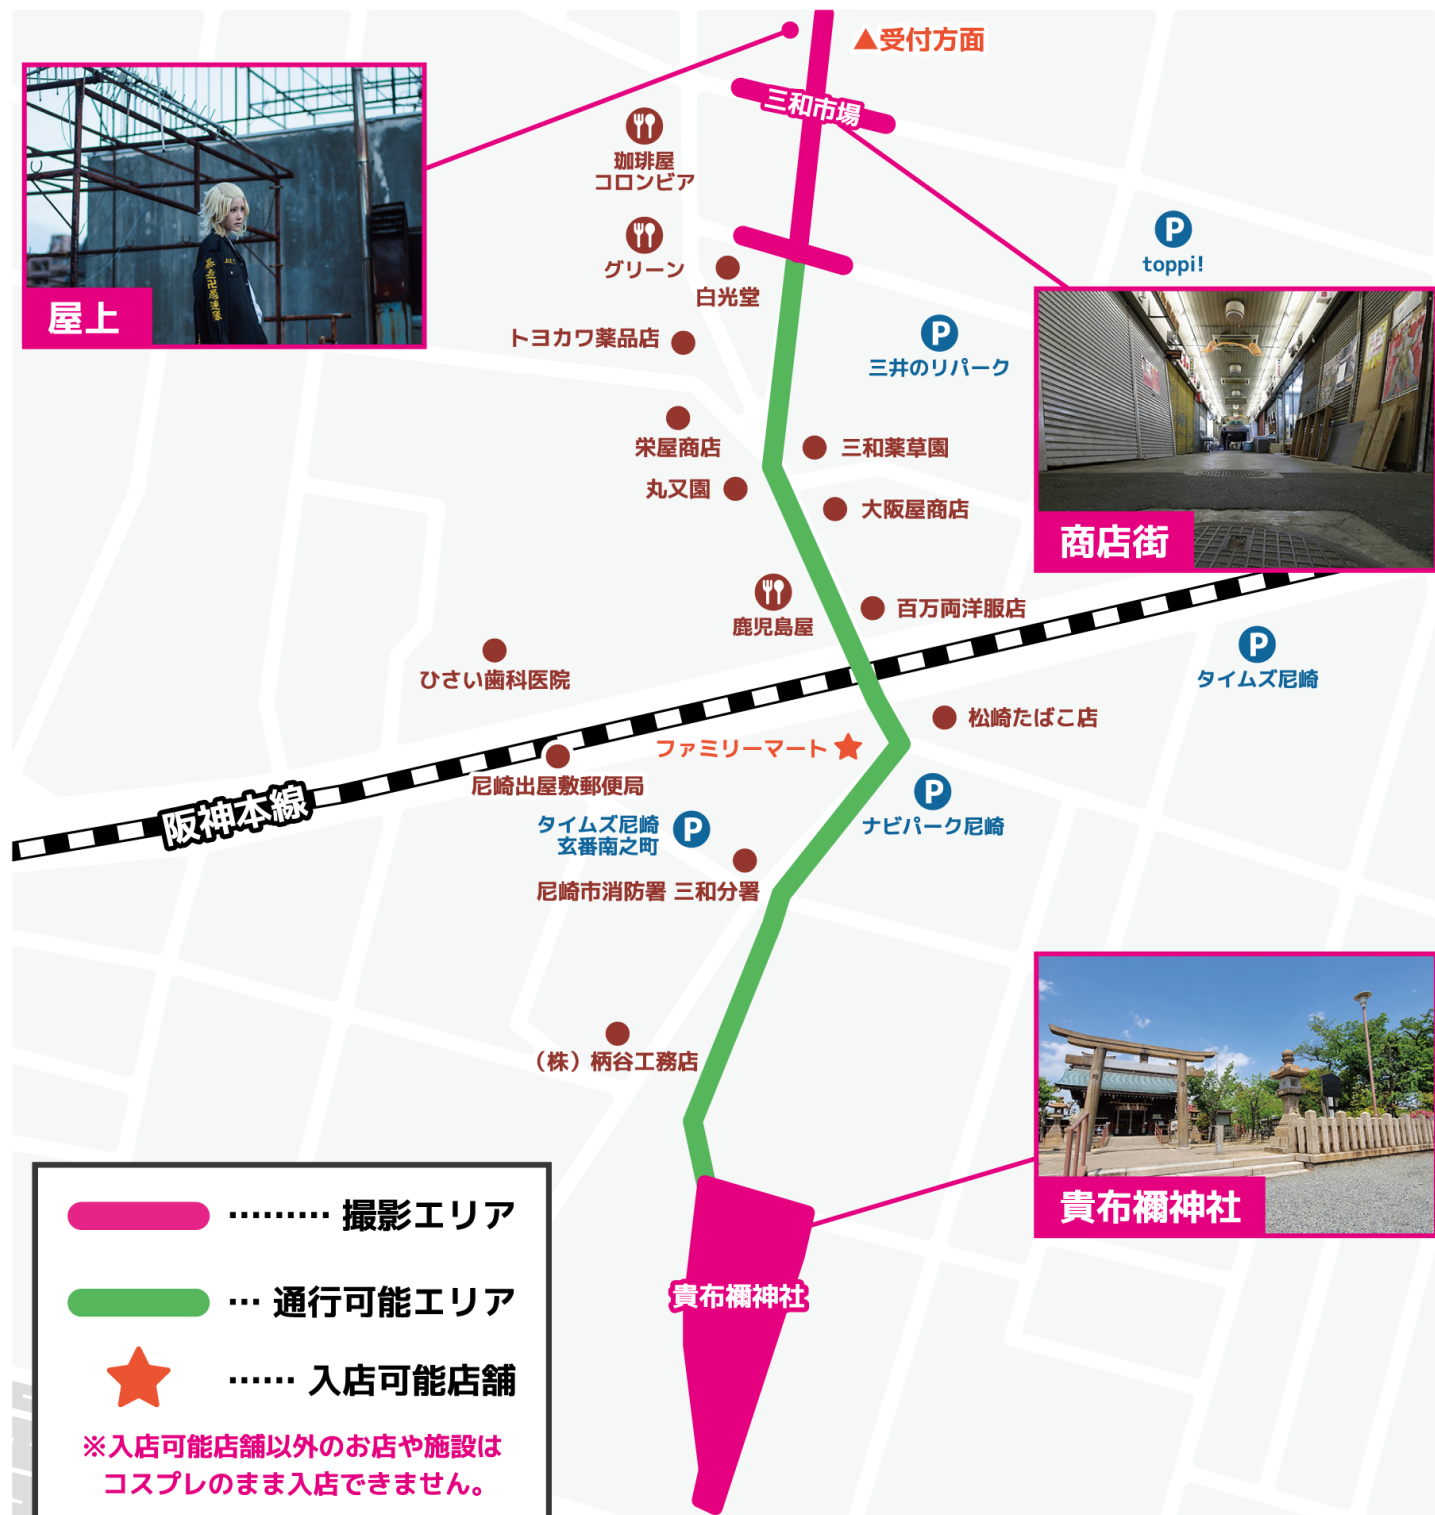 ▲受付方面
三和市場
屋上
珈琲屋
コロンビア
グリーン
白光堂
トヨカワ薬品店
toppi!
三井のリパーク
栄屋商店
三和薬草園
丸又園
大阪屋商店
商店街
鹿児島屋
百万両洋服店
ひさい歯科医院
タイムズ尼崎
松崎たばこ店
ファミリーマート
尼崎出屋敷郵便局
阪神本線
タイムズ尼崎
玄番南之町
ナビパーク尼崎
尼崎市消防署 三和分署
(株)柄谷工務店
貴布禰神社
貴布禰神社
……… 撮影エリア
… 通行可能エリア
…… 入店可能店舗
※入店可能店舗以外のお店や施設は
コスプレのまま入店できません。